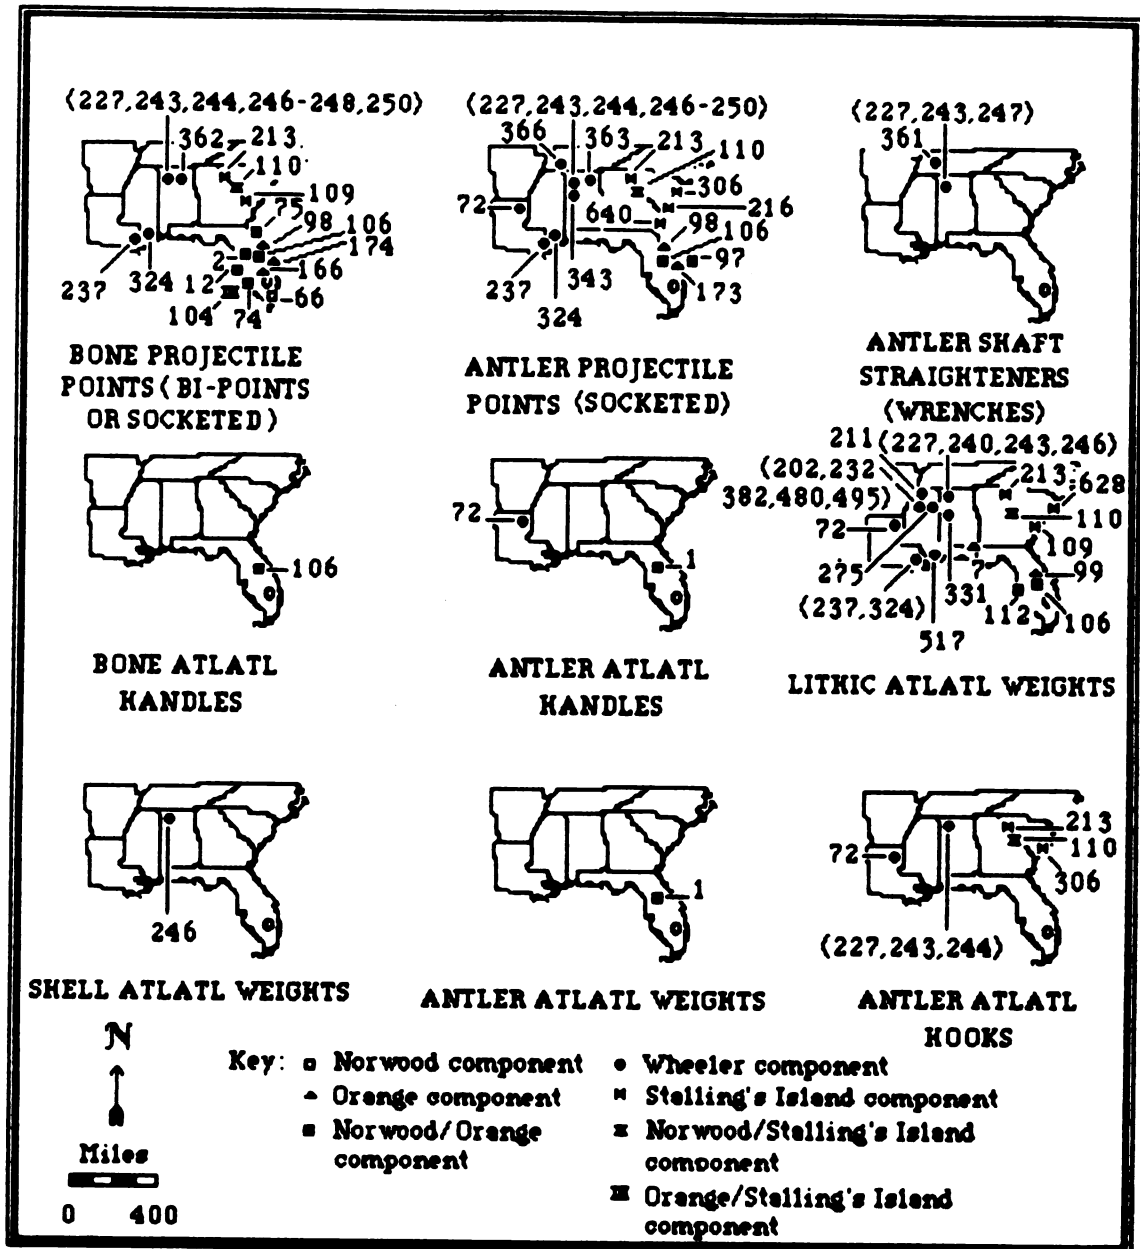 (227,243,244,246-248,250)
362
213
110
109
75
98
106
174
2
166
12
66
237
324
104
74
BONE PROJECTILE
POINTS (BI-POINTS
OR SOCKETED)
(227,243,244,246-250)
366
363
213
110
306
72
216
640
98
106
97
237
343
173
324
ANTLER PROJECTILE
POINTS (SOCKETED)
(227,243,247)
361
ANTLER SHAFT
STRAIGHTENERS
(WRENCHES)
106
BONE ATLATL
HANDLES
72
1
ANTLER ATLATL
HANDLES
211 (227,240,243,246)
(202,232
213
628
382,480,495)
110
72
109
275
7
99
(237,324)
331
112
106
517
LITHIC ATLATL WEIGHTS
246
SHELL ATLATL WEIGHTS
1
ANTLER ATLATL WEIGHTS
213
72
110
306
(227,243,244)
ANTLER ATLATL
HOOKS
N
Miles
0 400
Key:
Norwood component
Orange component
Norwood/Orange
component
Wheeler component
Stalling's Island component
Norwood/Stalling's Island
component
Orange/Stalling's Island
component